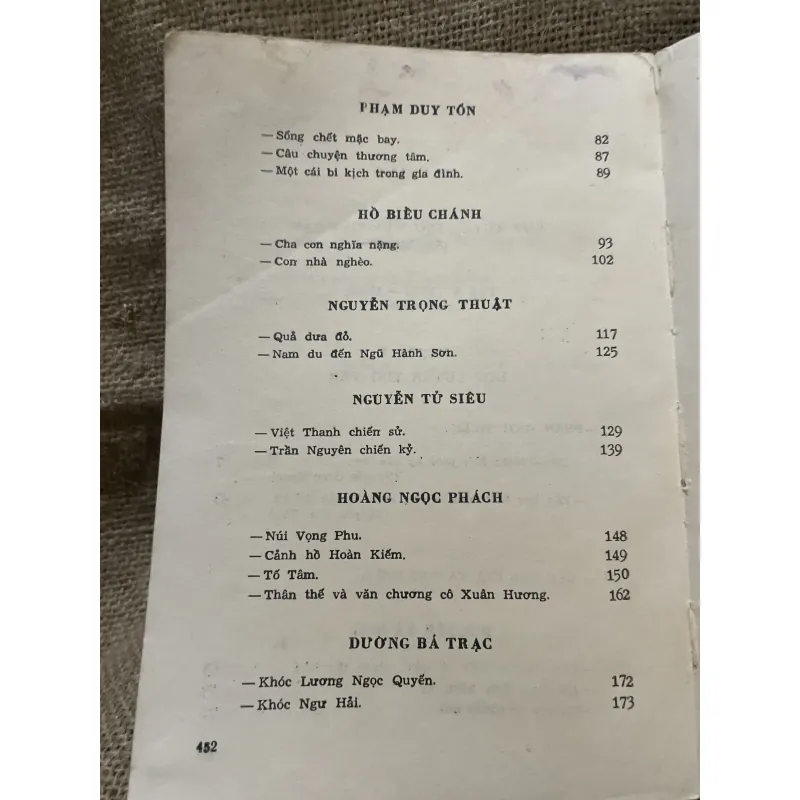 PHẠM DUY TỐN
— Sống chết mặc bay. 82
— Câu chuyện thương tâm. 87
— Một cái bi kịch trong gia đình. 89
HỒ BIỀU CHÁNH
— Cha con nghĩa nặng. 93
— Con nhà nghèo. 102
NGUYỄN TRỌNG THUẬT
— Quả dưa đỏ. 117
— Nam du đến Ngũ Hành Sơn. 125
NGUYỄN TỬ SIÊU
— Việt Thanh chiến sử. 129
— Trần Nguyên chiến kỷ. 139
HOÀNG NGỌC PHÁCH
— Núi Vọng Phu. 148
— Cảnh hồ Hoàn Kiếm. 149
— Tố Tâm. 150
— Thân thế và văn chương cô Xuân Hương. 162
DƯƠNG BÁ TRẠC
— Khóc Lương Ngọc Quyến. 172
— Khóc Ngư Hải. 173
452